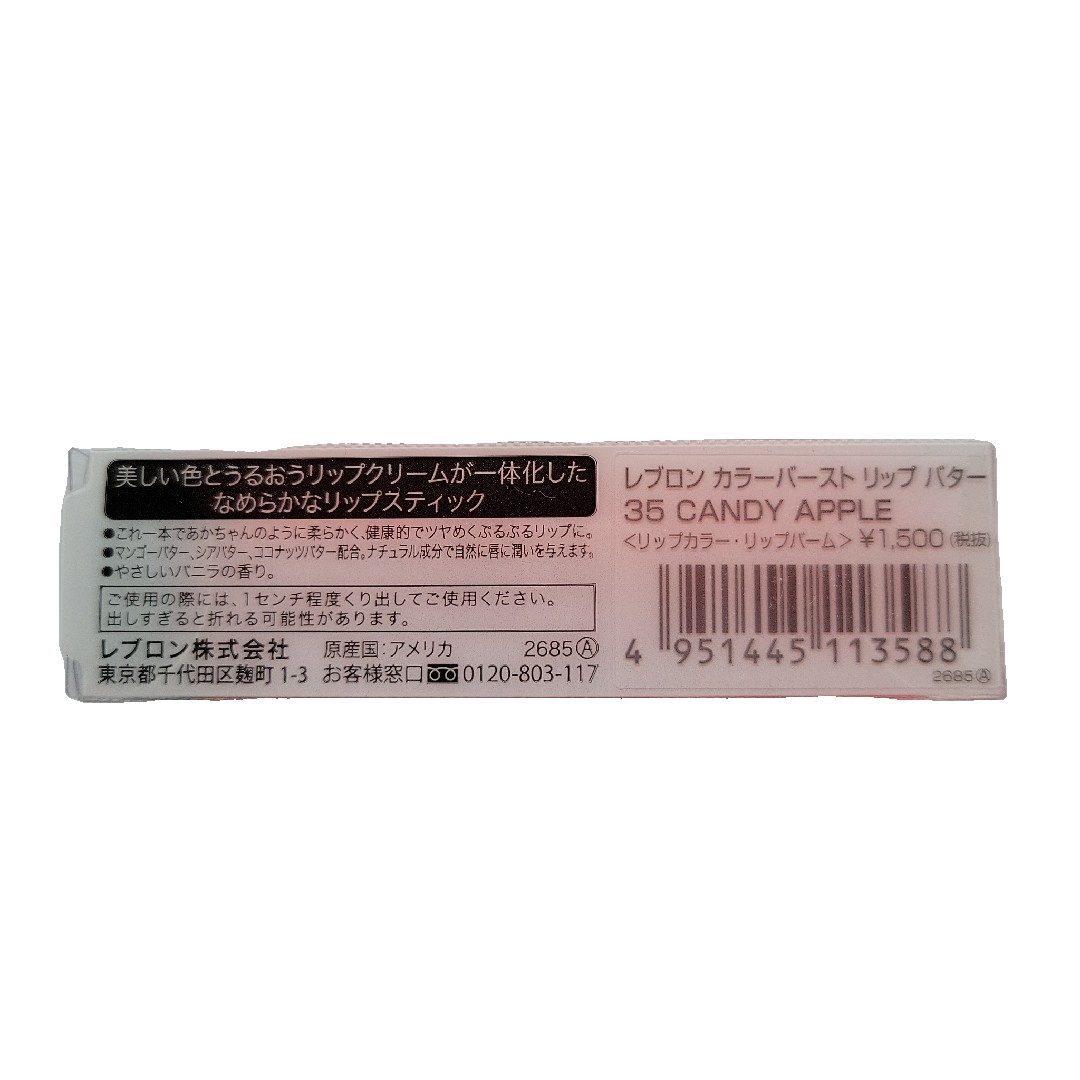 美しい色とうるおうリップクリームが一体化した
なめらかなリップスティック
●これ一本であかちゃんのように柔らかく、健康的でツヤめくぷるぷるリップに。
●マンゴーバター、シアバター、ココナッツバター配合。ナチュラル成分で自然に唇に潤いを与えます。
●やさしいバニラの香り。
ご使用の際には、1センチ程度くり出してご使用ください。
出しすぎると折れる可能性があります。
レブロン株式会社 原産国：アメリカ 2685Ⓐ
東京都千代田区麹町1-3 お客様窓口 0120-803-117
レブロン カラーバースト リップ バター
35 CANDY APPLE
<リップカラー・リップバーム> ¥1,500(税抜)
4 951445 113588
2685Ⓐ